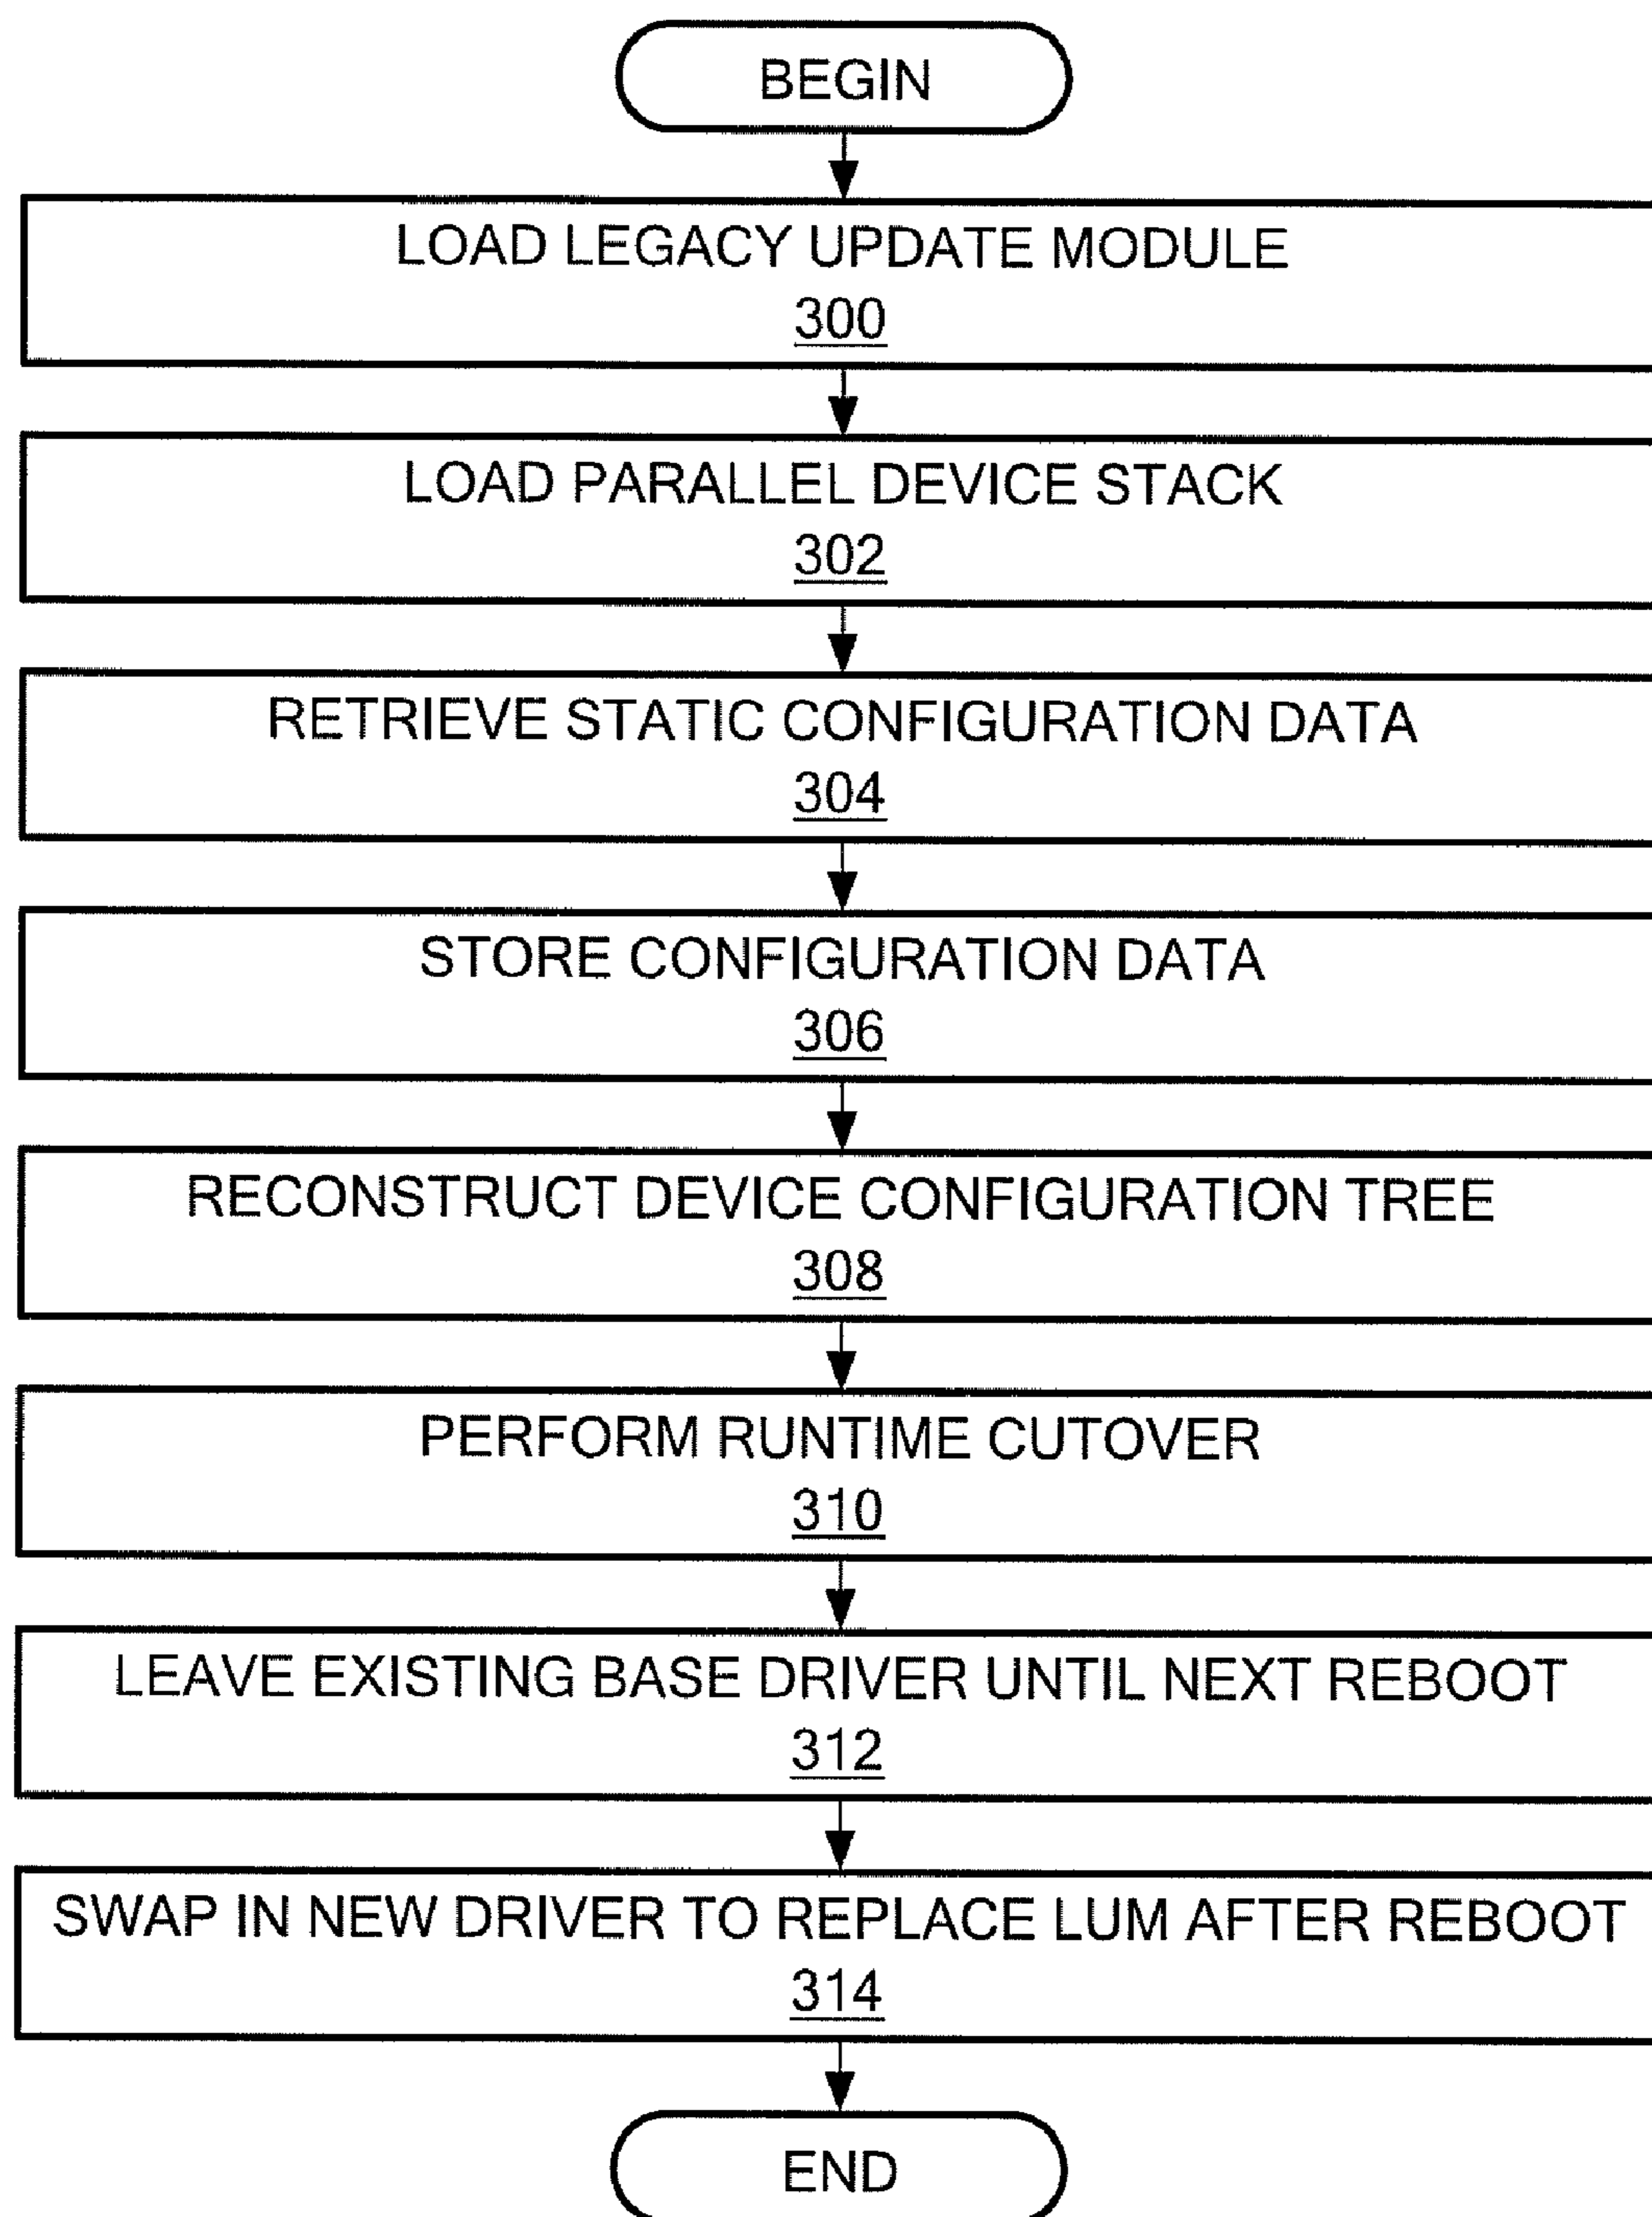 BEGIN
LOAD LEGACY UPDATE MODULE
300
LOAD PARALLEL DEVICE STACK
302
RETRIEVE STATIC CONFIGURATION DATA
304
STORE CONFIGURATION DATA
306
RECONSTRUCT DEVICE CONFIGURATION TREE
308
PERFORM RUNTIME CUTOVER
310
LEAVE EXISTING BASE DRIVER UNTIL NEXT REBOOT
312
SWAP IN NEW DRIVER TO REPLACE LUM AFTER REBOOT
314
END